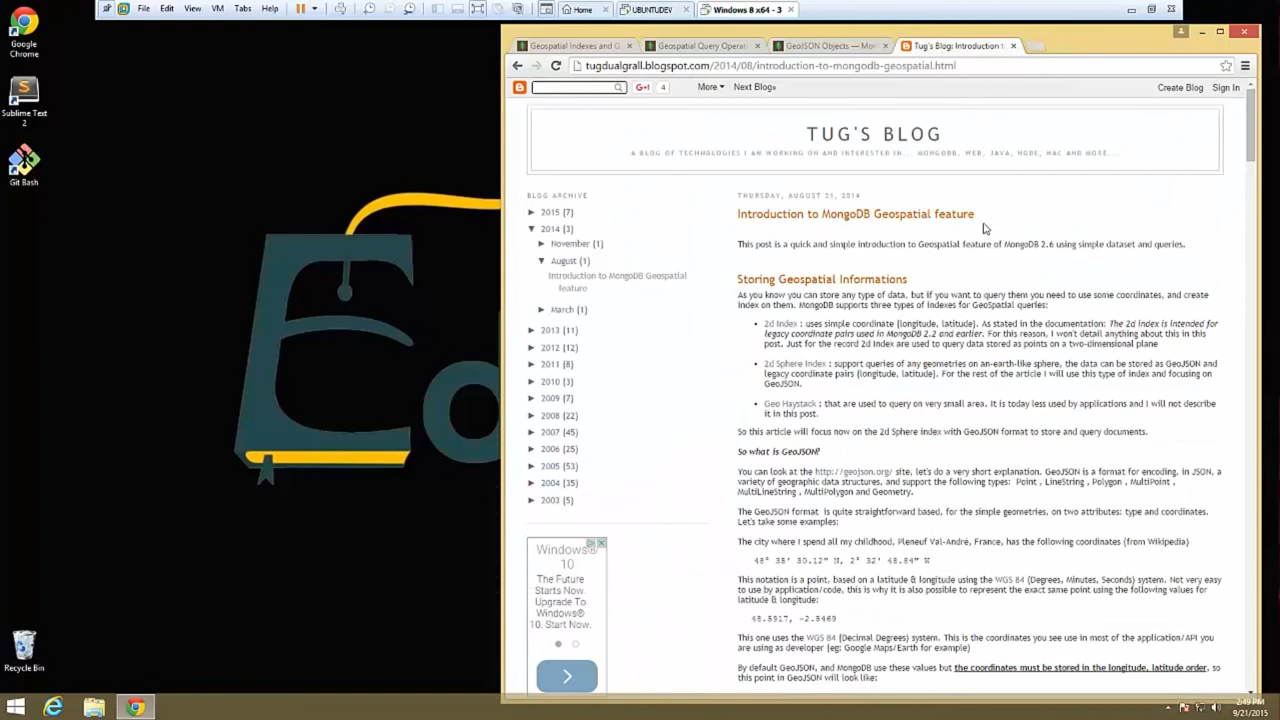 File Edit View VM Tabs Help
Home
UBUNTUDEV
Windows 8 x64 - 3
Google Chrome
Sublime Text 2
Git Bash
Recycle Bin
Geospatial Indexes and Q
Geospatial Query Operat
GeoJSON Objects — Mon
Tug's Blog: Introduction t
tugdualgrall.blogspot.com/2014/08/introduction-to-mongodb-geospatial.html
G+1 4 More Next Blog» Create Blog Sign In
TUG'S BLOG
A BLOG OF TECHNOLOGIES I AM WORKING ON AND INTERESTED IN... MONGODB, WEB, JAVA, NODE, MAC AND MORE...
BLOG ARCHIVE
► 2015 (7)
▼ 2014 (3)
► November (1)
▼ August (1)
Introduction to MongoDB Geospatial
feature
► March (1)
► 2013 (11)
► 2012 (12)
► 2011 (8)
► 2010 (3)
► 2009 (7)
► 2008 (22)
► 2007 (45)
► 2006 (25)
► 2005 (53)
► 2004 (35)
► 2003 (5)
Windows®
10
The Future
Starts Now.
Upgrade To
Windows®
10. Start Now.
THURSDAY, AUGUST 21, 2014
Introduction to MongoDB Geospatial feature
This post is a quick and simple introduction to Geospatial feature of MongoDB 2.6 using simple dataset and queries.
Storing Geospatial Informations
As you know you can store any type of data, but if you want to query them you need to use some coordinates, and create
index on them. MongoDB supports three types of indexes for GeoSpatial queries:
• 2d Index : uses simple coordinate (longitude, latitude). As stated in the documentation: The 2d index is intended for
legacy coordinate pairs used in MongoDB 2.2 and earlier. For this reason, I won't detail anything about this in this
post. Just for the record 2d Index are used to query data stored as points on a two-dimensional plane
• 2d Sphere Index : support queries of any geometries on an-earth-like sphere, the data can be stored as GeoJSON and
legacy coordinate pairs (longitude, latitude). For the rest of the article I will use this type of index and focusing on
GeoJSON.
• Geo Haystack : that are used to query on very small area. It is today less used by applications and I will not describe
it in this post.
So this article will focus now on the 2d Sphere index with GeoJSON format to store and query documents.
So what is GeoJSON?
You can look at the http://geojson.org/ site, let's do a very short explanation. GeoJSON is a format for encoding, in JSON, a
variety of geographic data structures, and support the following types: Point , LineString , Polygon , MultiPoint ,
MultiLineString , MultiPolygon and Geometry.
The GeoJSON format is quite straightforward based, for the simple geometries, on two attributes: type and coordinates.
Let's take some examples:
The city where I spend all my childhood, Pleneuf Val-André, France, has the following coordinates (from Wikipedia)
48° 35′ 30.12″ N, 2° 32′ 48.84″ W
This notation is a point, based on a latitude & longitude using the WGS 84 (Degrees, Minutes, Seconds) system. Not very easy
to use by application/code, this is why it is also possible to represent the exact same point using the following values for
latitude & longitude:
48.5917, -2.5469
This one uses the WGS 84 (Decimal Degrees) system. This is the coordinates you see use in most of the application/API you
are using as developer (eg: Google Maps/Earth for example)
By default GeoJSON, and MongoDB use these values but the coordinates must be stored in the longitude, latitude order, so
this point in GeoJSON will look like:
2:49 PM
9/21/2015